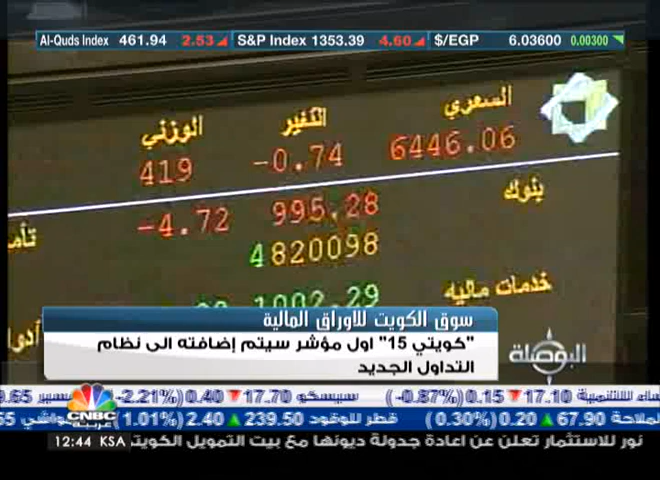 Al-Quds Index 461.94 2.53 S&P Index 1353.39 4.60 $/EGP 6.03600 0.00300
السعري التغير الوزني
6446.06 -0.74 419
بنوك 995.28 -4.72
4820098
خدمات ماليه 1002.29
سوق الكويت للأوراق المالية
"كويتي 15" اول مؤشر سيتم إضافته الى نظام
التداول الجديد
البوصلة
17.10 0.15 (-0.87%) سيسكو 17.70 0.40 (-2.21%)
الملاحة 67.90 0.20 (0.30%) قطر للوقود 239.50 2.40 (1.01%)
CNBC
عربية
12:44 KSA نور للاستثمار تعلن عن اعادة جدولة ديونها مع بيت التمويل الكويتي